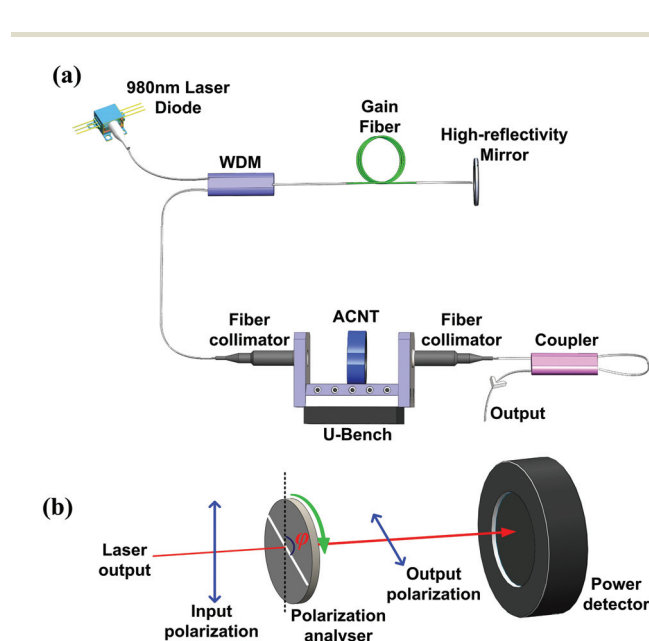 (a)
980nm Laser
Diode
WDM
Gain
Fiber
High-reflectivity
Mirror
Fiber
collimator
ACNT
Fiber
collimator
Coupler
Output
U-Bench
(b)
Laser
output
Input
polarization
φ
Polarization
analyser
Output
polarization
Power
detector